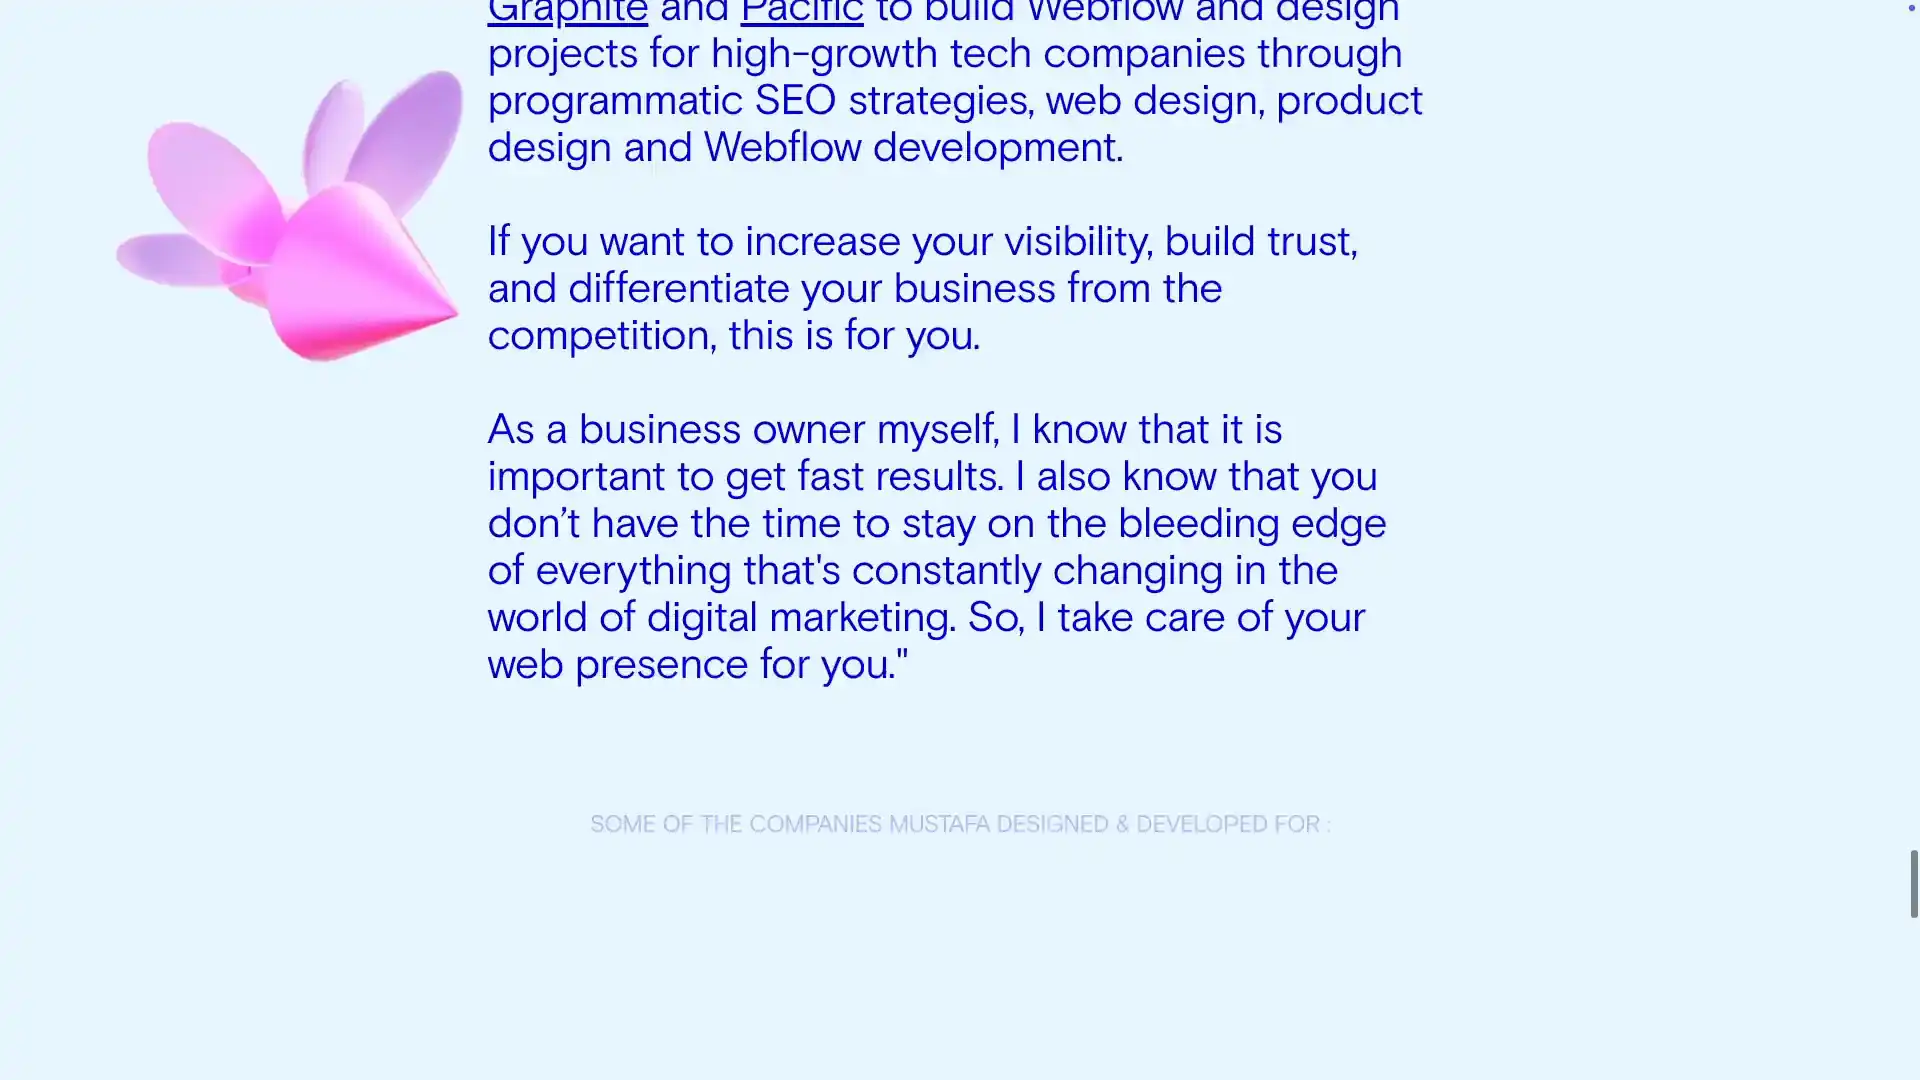 Graphite and Pacific to build Webflow and design
projects for high-growth tech companies through
programmatic SEO strategies, web design, product
design and Webflow development.
If you want to increase your visibility, build trust,
and differentiate your business from the
competition, this is for you.
As a business owner myself, I know that it is
important to get fast results. I also know that you
don’t have the time to stay on the bleeding edge
of everything that's constantly changing in the
world of digital marketing. So, I take care of your
web presence for you."
SOME OF THE COMPANIES MUSTAFA DESIGNED & DEVELOPED FOR :